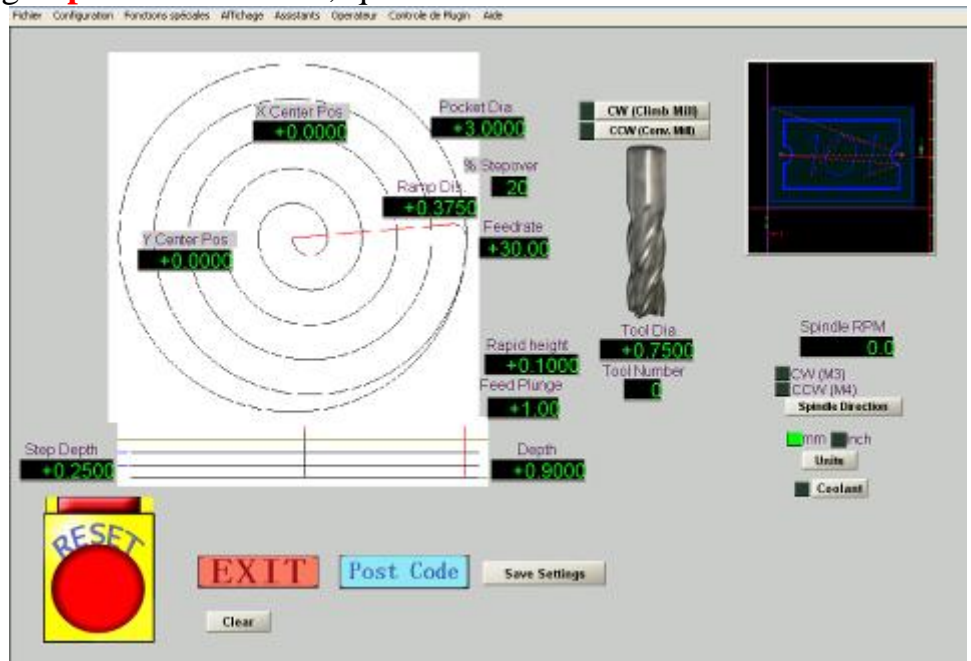 Fichier Configuration Fonctions spéciales Affichage Assistants Operateur Controle de Plugin Aide
X Center Pos
+0.0000
Pocket Dia
+3.0000
CW (Climb Mill)
CCW (Conv. Mill)
% Stepover
20
Ramp Dis.
+0.3750
Feedrate
+30.00
Y Center Pos
+0.0000
Tool Dia
+0.7500
Spindle RPM
0.0
Rapid height
+0.1000
Tool Number
0
Feed Plunge
+1.00
CW (M3)
CCW (M4)
Spindle Direction
mm inch
Units
Step Depth
+0.2500
Depth
+0.9000
Coolant
RESET
EXIT
Post Code
Save Settings
Clear